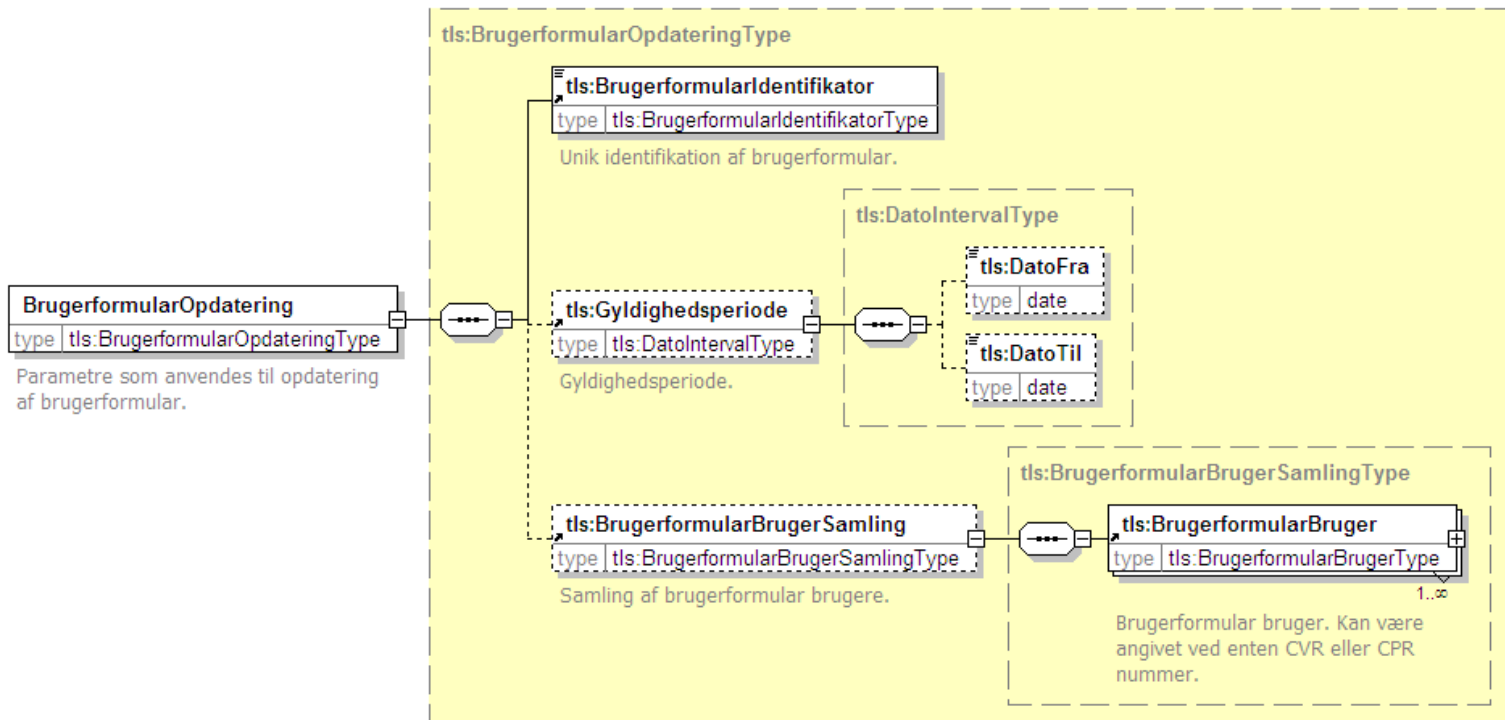 tls:BrugerformularOpdateringType
tls:BrugerformularIdentifikator
type tls:BrugerformularIdentifikatorType
Unik identifikation af brugerformular.
tls:DatoIntervalType
tls:DatoFra
type date
BrugerformularOpdatering
type tls:BrugerformularOpdateringType
Parametre som anvendes til opdatering
af brugerformular.
tls:Gyldighedsperiode
type tls:DatoIntervalType
Gyldighedsperiode.
tls:DatoTil
type date
tls:BrugerformularBrugerSamlingType
tls:BrugerformularBrugerSamling
type tls:BrugerformularBrugerSamlingType
Samling af brugerformular brugere.
tls:BrugerformularBruger
type tls:BrugerformularBrugerType
1..∞
Brugerformular bruger. Kan være
angivet ved enten CVR eller CPR
nummer.